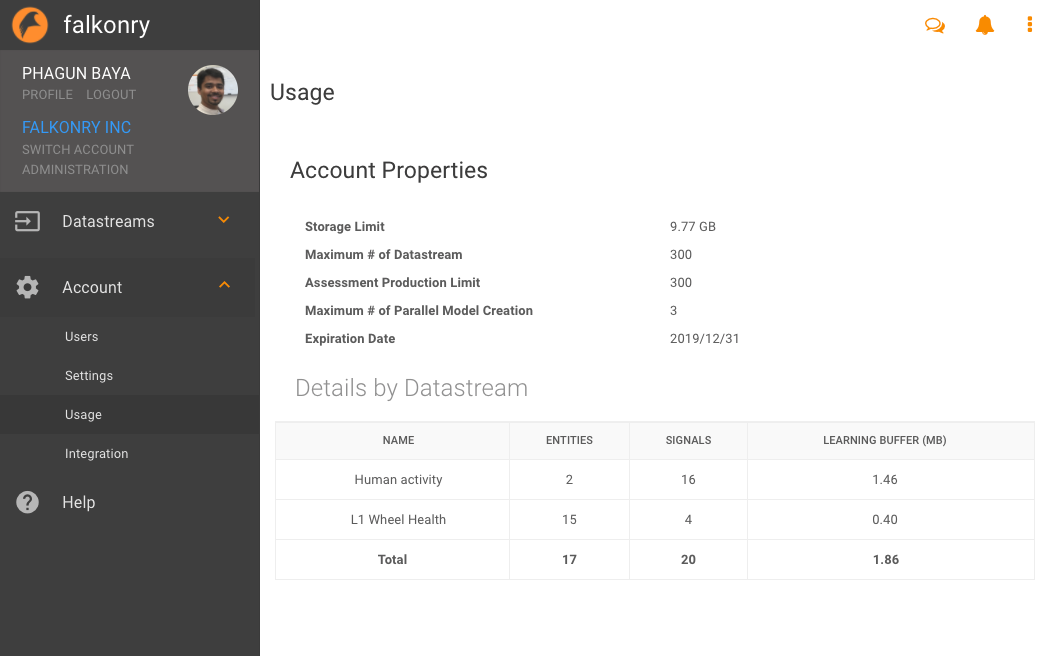 falkonry
PHAGUN BAYA
PROFILE LOGOUT
FALKONRY INC
SWITCH ACCOUNT
ADMINISTRATION
Datastreams
Account
Users
Settings
Usage
Integration
Help
Usage
Account Properties
Storage Limit 9.77 GB
Maximum # of Datastream 300
Assessment Production Limit 300
Maximum # of Parallel Model Creation 3
Expiration Date 2019/12/31
Details by Datastream
NAME ENTITIES SIGNALS LEARNING BUFFER (MB)
Human activity 2 16 1.46
L1 Wheel Health 15 4 0.40
Total 17 20 1.86